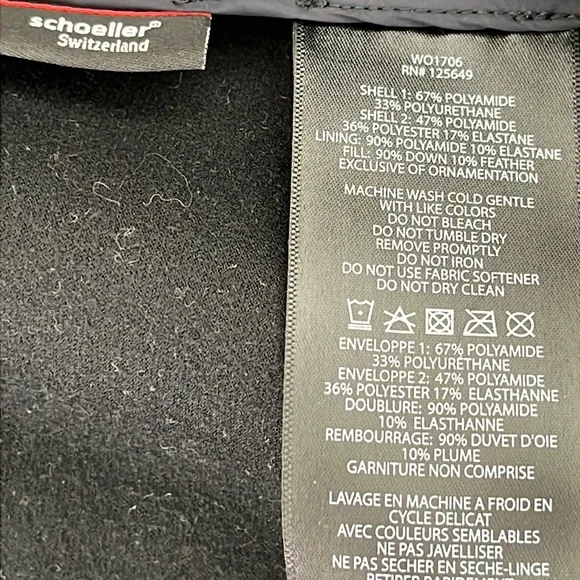 schoeller®
Switzerland
WO1706
RN# 125649
SHELL 1: 67% POLYAMIDE
33% POLYURETHANE
SHELL 2: 47% POLYAMIDE
36% POLYESTER 17% ELASTANE
LINING: 90% POLYAMIDE 10% ELASTANE
FILL: 90% DOWN 10% FEATHER
EXCLUSIVE OF ORNAMENTATION
MACHINE WASH COLD GENTLE
WITH LIKE COLORS
DO NOT BLEACH
DO NOT TUMBLE DRY
REMOVE PROMPTLY
DO NOT IRON
DO NOT USE FABRIC SOFTENER
DO NOT DRY CLEAN
ENVELOPPE 1: 67% POLYAMIDE
33% POLYURÉTHANE
ENVELOPPE 2: 47% POLYAMIDE
36% POLYESTER 17% ELASTHANNE
DOUBLURE: 90% POLYAMIDE
10% ELASTHANNE
REMBOURRAGE: 90% DUVET D'OIE
10% PLUME
GARNITURE NON COMPRISE
LAVAGE EN MACHINE A FROID EN
CYCLE DELICAT
AVEC COULEURS SEMBLABLES
NE PAS JAVELLISER
NE PAS SECHER EN SECHE-LINGE
RETIRER RAPIDEMENT